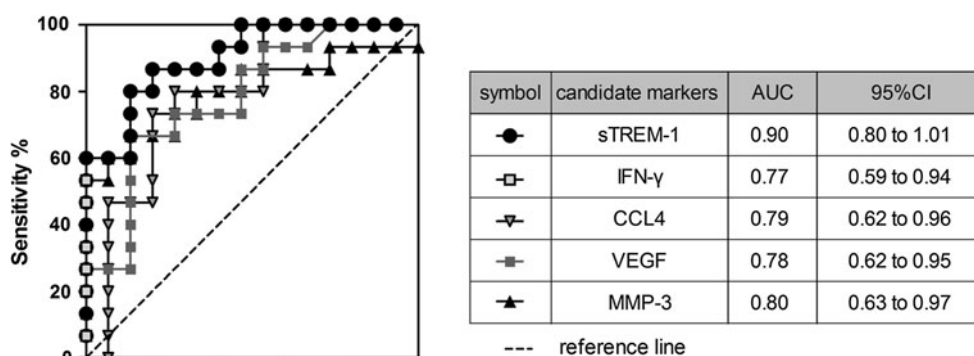 100
80
60
40
20
0
Sensitivity %
symbol candidate markers AUC 95%CI
sTREM-1 0.90 0.80 to 1.01
IFN-γ 0.77 0.59 to 0.94
CCL4 0.79 0.62 to 0.96
VEGF 0.78 0.62 to 0.95
MMP-3 0.80 0.63 to 0.97
reference line